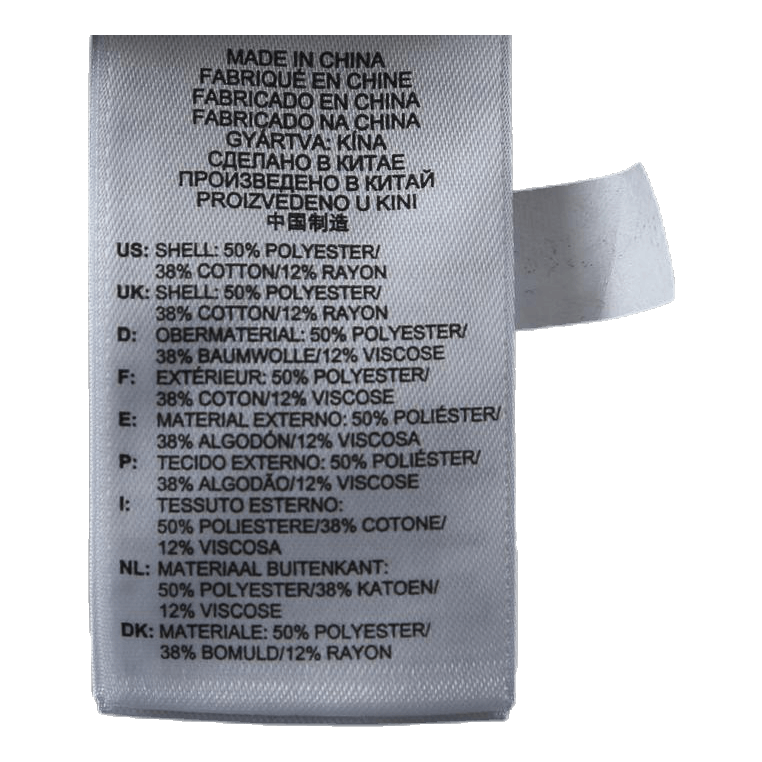 MADE IN CHINA
FABRIQUÉ EN CHINE
FABRICADO EN CHINA
FABRICADO NA CHINA
GYÁRTVA: KÍNA
СДЕЛАНО В КИТАЕ
ПРОИЗВЕДЕНО В КИТАЙ
PROIZVEDENO U KINI
中国制造
US: SHELL: 50% POLYESTER/
38% COTTON/12% RAYON
UK: SHELL: 50% POLYESTER/
38% COTTON/12% RAYON
D: OBERMATERIAL: 50% POLYESTER/
38% BAUMWOLLE/12% VISCOSE
F: EXTÉRIEUR: 50% POLYESTER/
38% COTON/12% VISCOSE
E: MATERIAL EXTERNO: 50% POLIÉSTER/
38% ALGODÓN/12% VISCOSA
P: TECIDO EXTERNO: 50% POLIÉSTER/
38% ALGODÃO/12% VISCOSE
I: TESSUTO ESTERNO:
50% POLIESTERE/38% COTONE/
12% VISCOSA
NL: MATERIAAL BUITENKANT:
50% POLYESTER/38% KATOEN/
12% VISCOSE
DK: MATERIALE: 50% POLYESTER/
38% BOMULD/12% RAYON